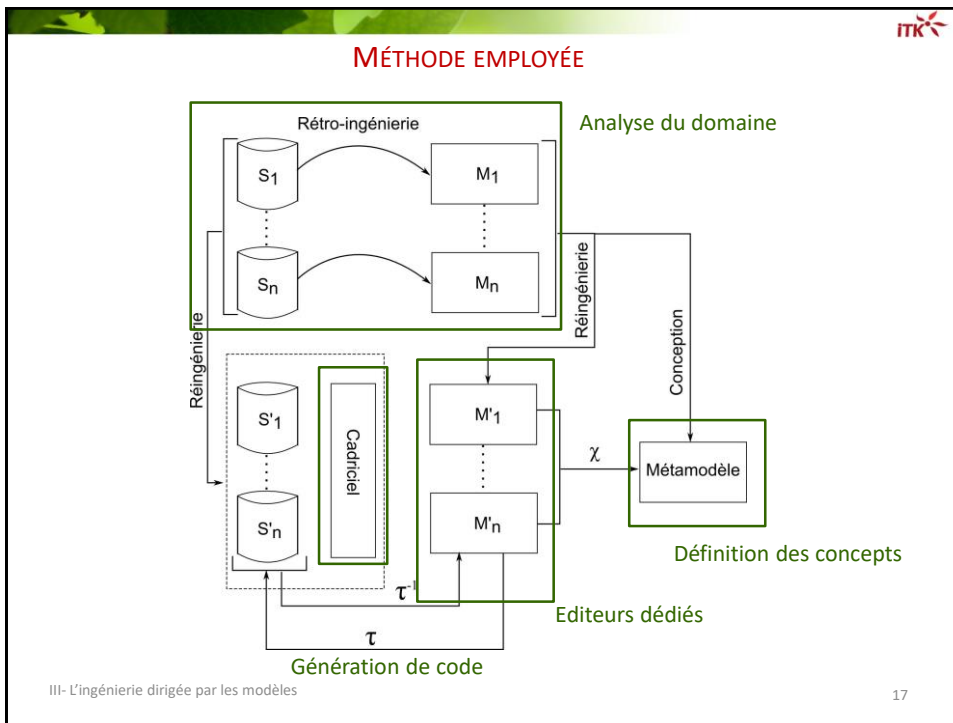 iTK
MÉTHODE EMPLOYÉE
Rétro-ingénierie
Analyse du domaine
S1
M1
Sn
Mn
Réingénierie
Réingénierie
Conception
S'1
Cadriciel
M'1
χ
Métamodèle
S'n
M'n
Définition des concepts
τ-1
Editeurs dédiés
τ
Génération de code
III- L'ingénierie dirigée par les modèles
17